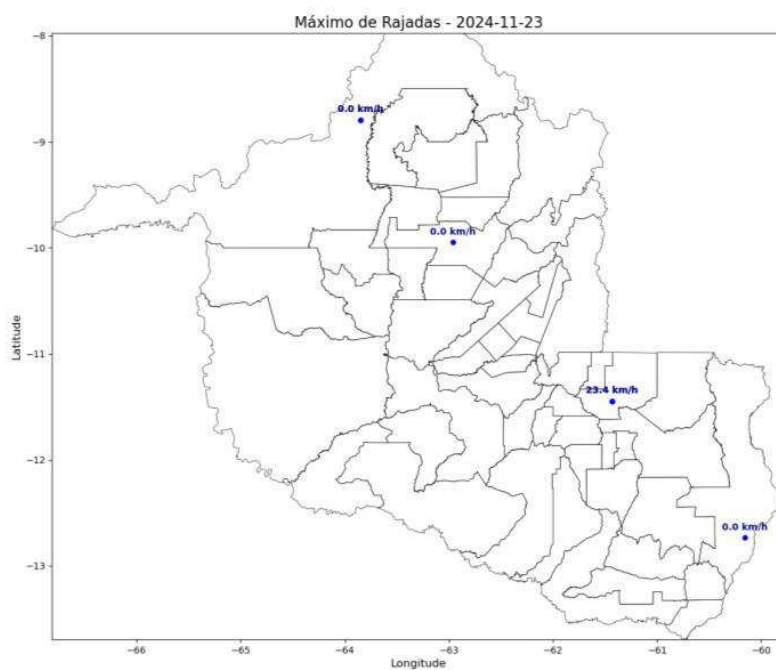 Máximo de Rajadas - 2024-11-23
−8
0.0 km/h
−9
0.0 km/h
−10
Latitude
−11
23.4 km/h
−12
0.0 km/h
−13
−66 −65 −64 −63 −62 −61 −60
Longitude